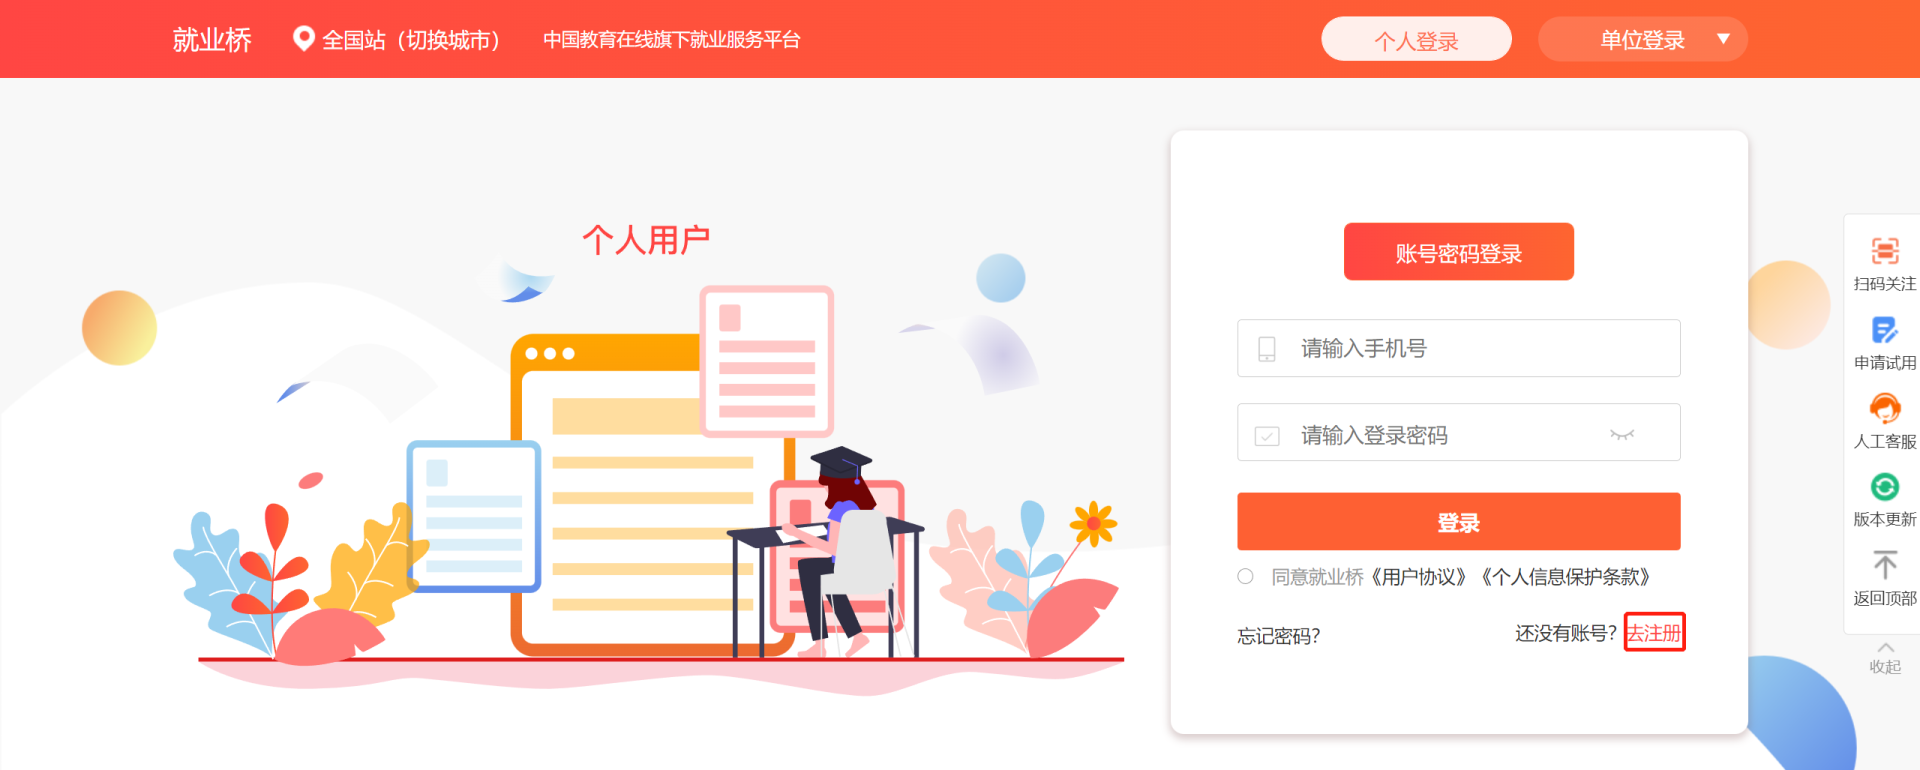 就业桥
全国站（切换城市）
中国教育在线旗下就业服务平台
个人登录
单位登录
个人用户
账号密码登录
请输入手机号
请输入登录密码
登录
同意就业桥《用户协议》《个人信息保护条款》
忘记密码?
还没有账号? 去注册
扫码关注
申请试用
人工客服
版本更新
返回顶部
收起